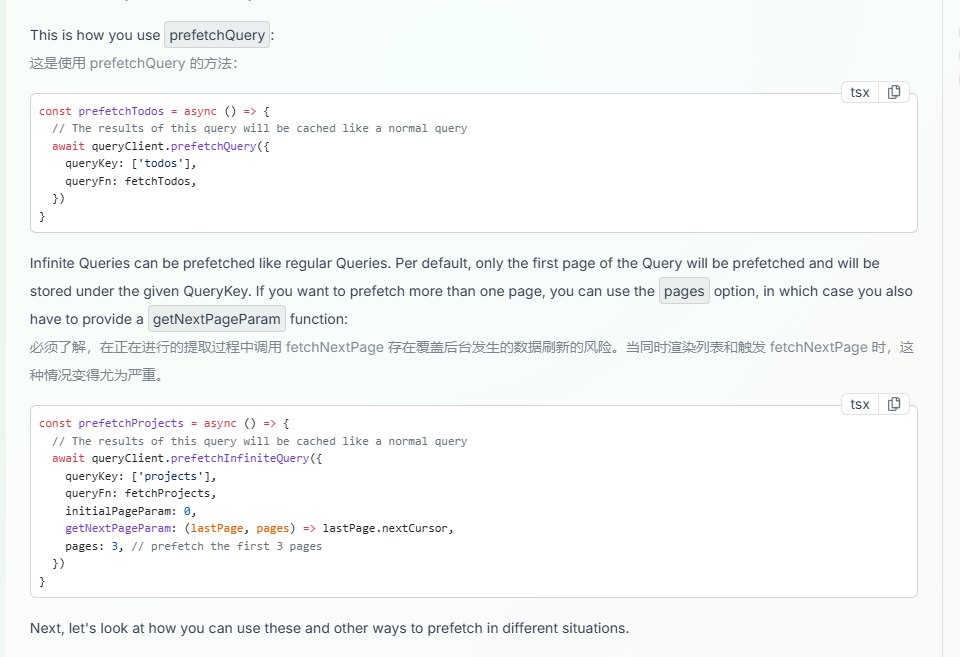 This is how you use prefetchQuery:
这是使用 prefetchQuery 的方法:
tsx
const prefetchTodos = async () => {
  // The results of this query will be cached like a normal query
  await queryClient.prefetchQuery({
    queryKey: ['todos'],
    queryFn: fetchTodos,
  })
}
Infinite Queries can be prefetched like regular Queries. Per default, only the first page of the Query will be prefetched and will be
stored under the given QueryKey. If you want to prefetch more than one page, you can use the pages option, in which case you also
have to provide a getNextPageParam function:
必须了解，在正在进行的提取过程中调用 fetchNextPage 存在覆盖后台发生的数据刷新的风险。当同时渲染列表和触发 fetchNextPage 时，这
种情况变得尤为严重。
tsx
const prefetchProjects = async () => {
  // The results of this query will be cached like a normal query
  await queryClient.prefetchInfiniteQuery({
    queryKey: ['projects'],
    queryFn: fetchProjects,
    initialPageParam: 0,
    getNextPageParam: (lastPage, pages) => lastPage.nextCursor,
    pages: 3, // prefetch the first 3 pages
  })
}
Next, let's look at how you can use these and other ways to prefetch in different situations.